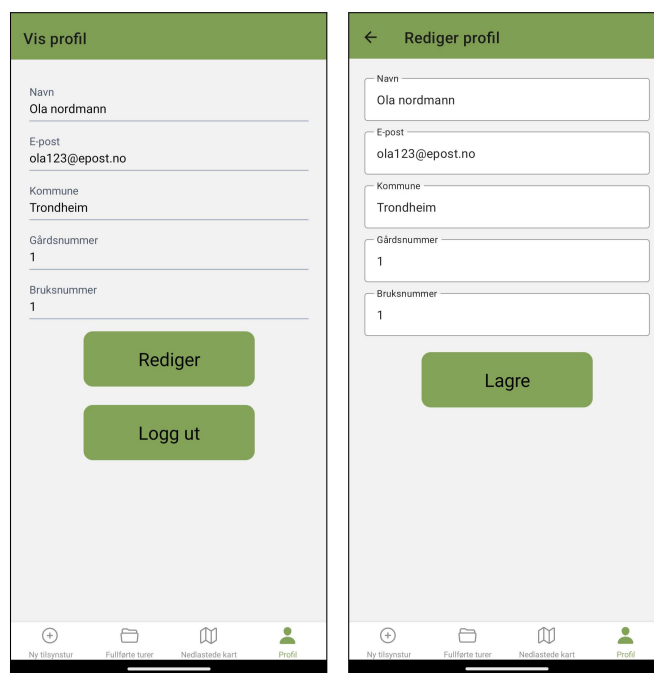 Vis profil
Navn
Ola nordmann
E-post
ola123@epost.no
Kommune
Trondheim
Gårdsnummer
1
Bruksnummer
1
Rediger
Logg ut
Ny tilsynstur
Fullførte turer
Nedlastede kart
Profil
Rediger profil
Navn
Ola nordmann
E-post
ola123@epost.no
Kommune
Trondheim
Gårdsnummer
1
Bruksnummer
1
Lagre
Ny tilsynstur
Fullførte turer
Nedlastede kart
Profil